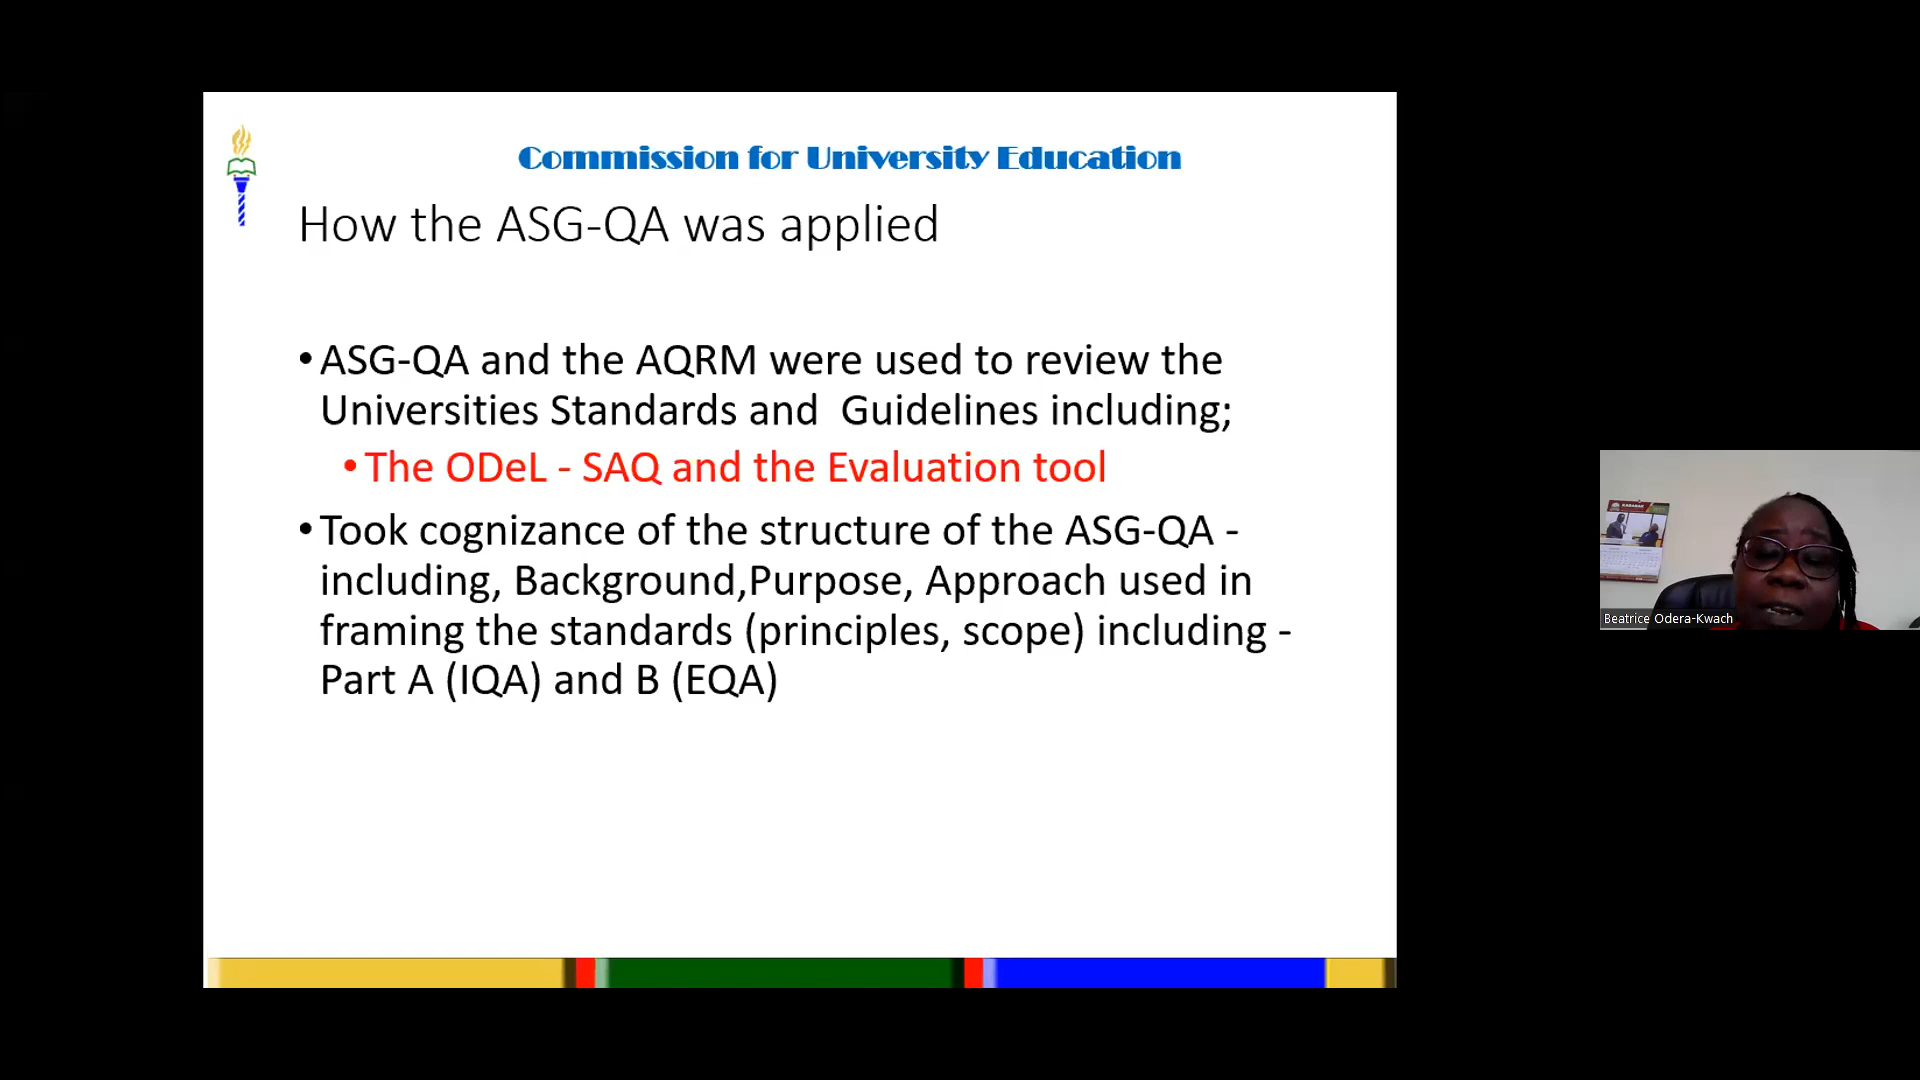 Commission for University Education
How the ASG-QA was applied
• ASG-QA and the AQRM were used to review the
Universities Standards and Guidelines including;
• The ODeL - SAQ and the Evaluation tool
• Took cognizance of the structure of the ASG-QA -
including, Background,Purpose, Approach used in
framing the standards (principles, scope) including -
Part A (IQA) and B (EQA)
KABARAK
Beatrice Odera-Kwach